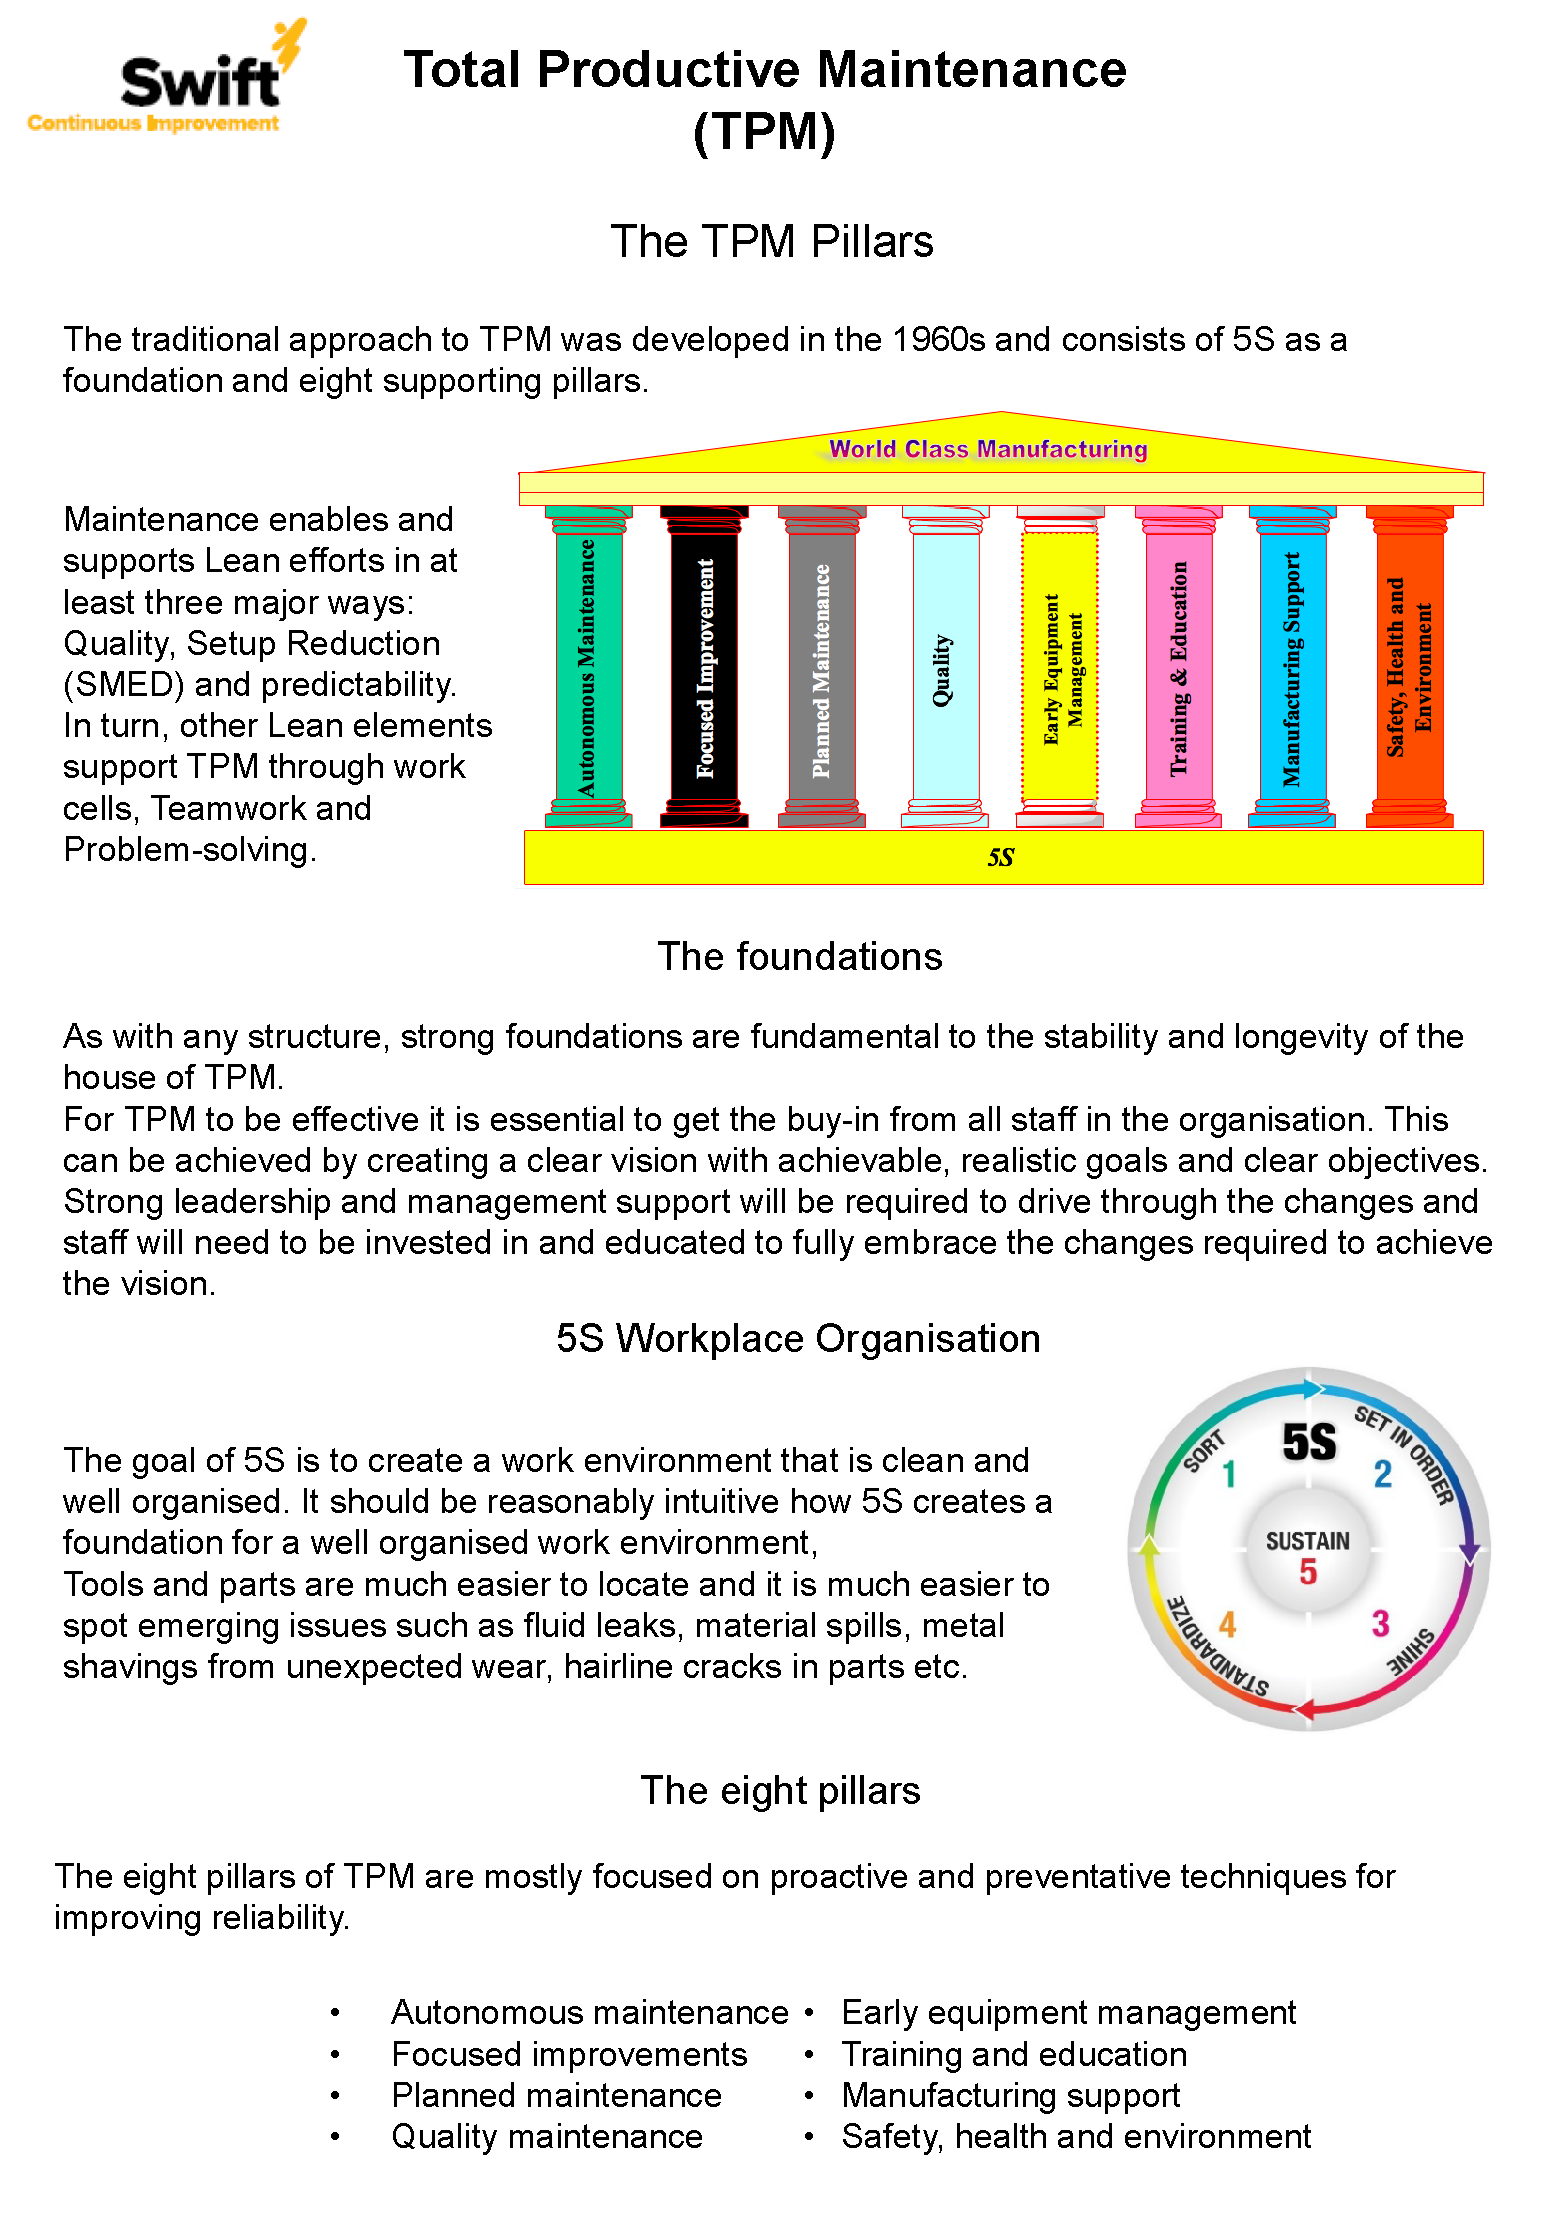 Swift
Continuous Improvement
Total Productive Maintenance
(TPM)
The TPM Pillars
The traditional approach to TPM was developed in the 1960s and consists of 5S as a
foundation and eight supporting pillars.
Maintenance enables and
supports Lean efforts in at
least three major ways:
Quality, Setup Reduction
(SMED) and predictability.
In turn, other Lean elements
support TPM through work
cells, Teamwork and
Problem-solving.
World Class Manufacturing
Autonomous Maintenance
Focused Improvement
Planned Maintenance
Quality
Early Equipment
Management
Training & Education
Manufacturing Support
Safety, Health and
Environment
5S
The foundations
As with any structure, strong foundations are fundamental to the stability and longevity of the
house of TPM.
For TPM to be effective it is essential to get the buy-in from all staff in the organisation. This
can be achieved by creating a clear vision with achievable, realistic goals and clear objectives.
Strong leadership and management support will be required to drive through the changes and
staff will need to be invested in and educated to fully embrace the changes required to achieve
the vision.
5S Workplace Organisation
The goal of 5S is to create a work environment that is clean and
well organised. It should be reasonably intuitive how 5S creates a
foundation for a well organised work environment,
Tools and parts are much easier to locate and it is much easier to
spot emerging issues such as fluid leaks, material spills, metal
shavings from unexpected wear, hairline cracks in parts etc.
5S
SORT
1
SET IN ORDER
2
SHINE
3
STANDARDIZE
4
SUSTAIN
5
The eight pillars
The eight pillars of TPM are mostly focused on proactive and preventative techniques for
improving reliability.
• Autonomous maintenance
• Focused improvements
• Planned maintenance
• Quality maintenance
• Early equipment management
• Training and education
• Manufacturing support
• Safety, health and environment